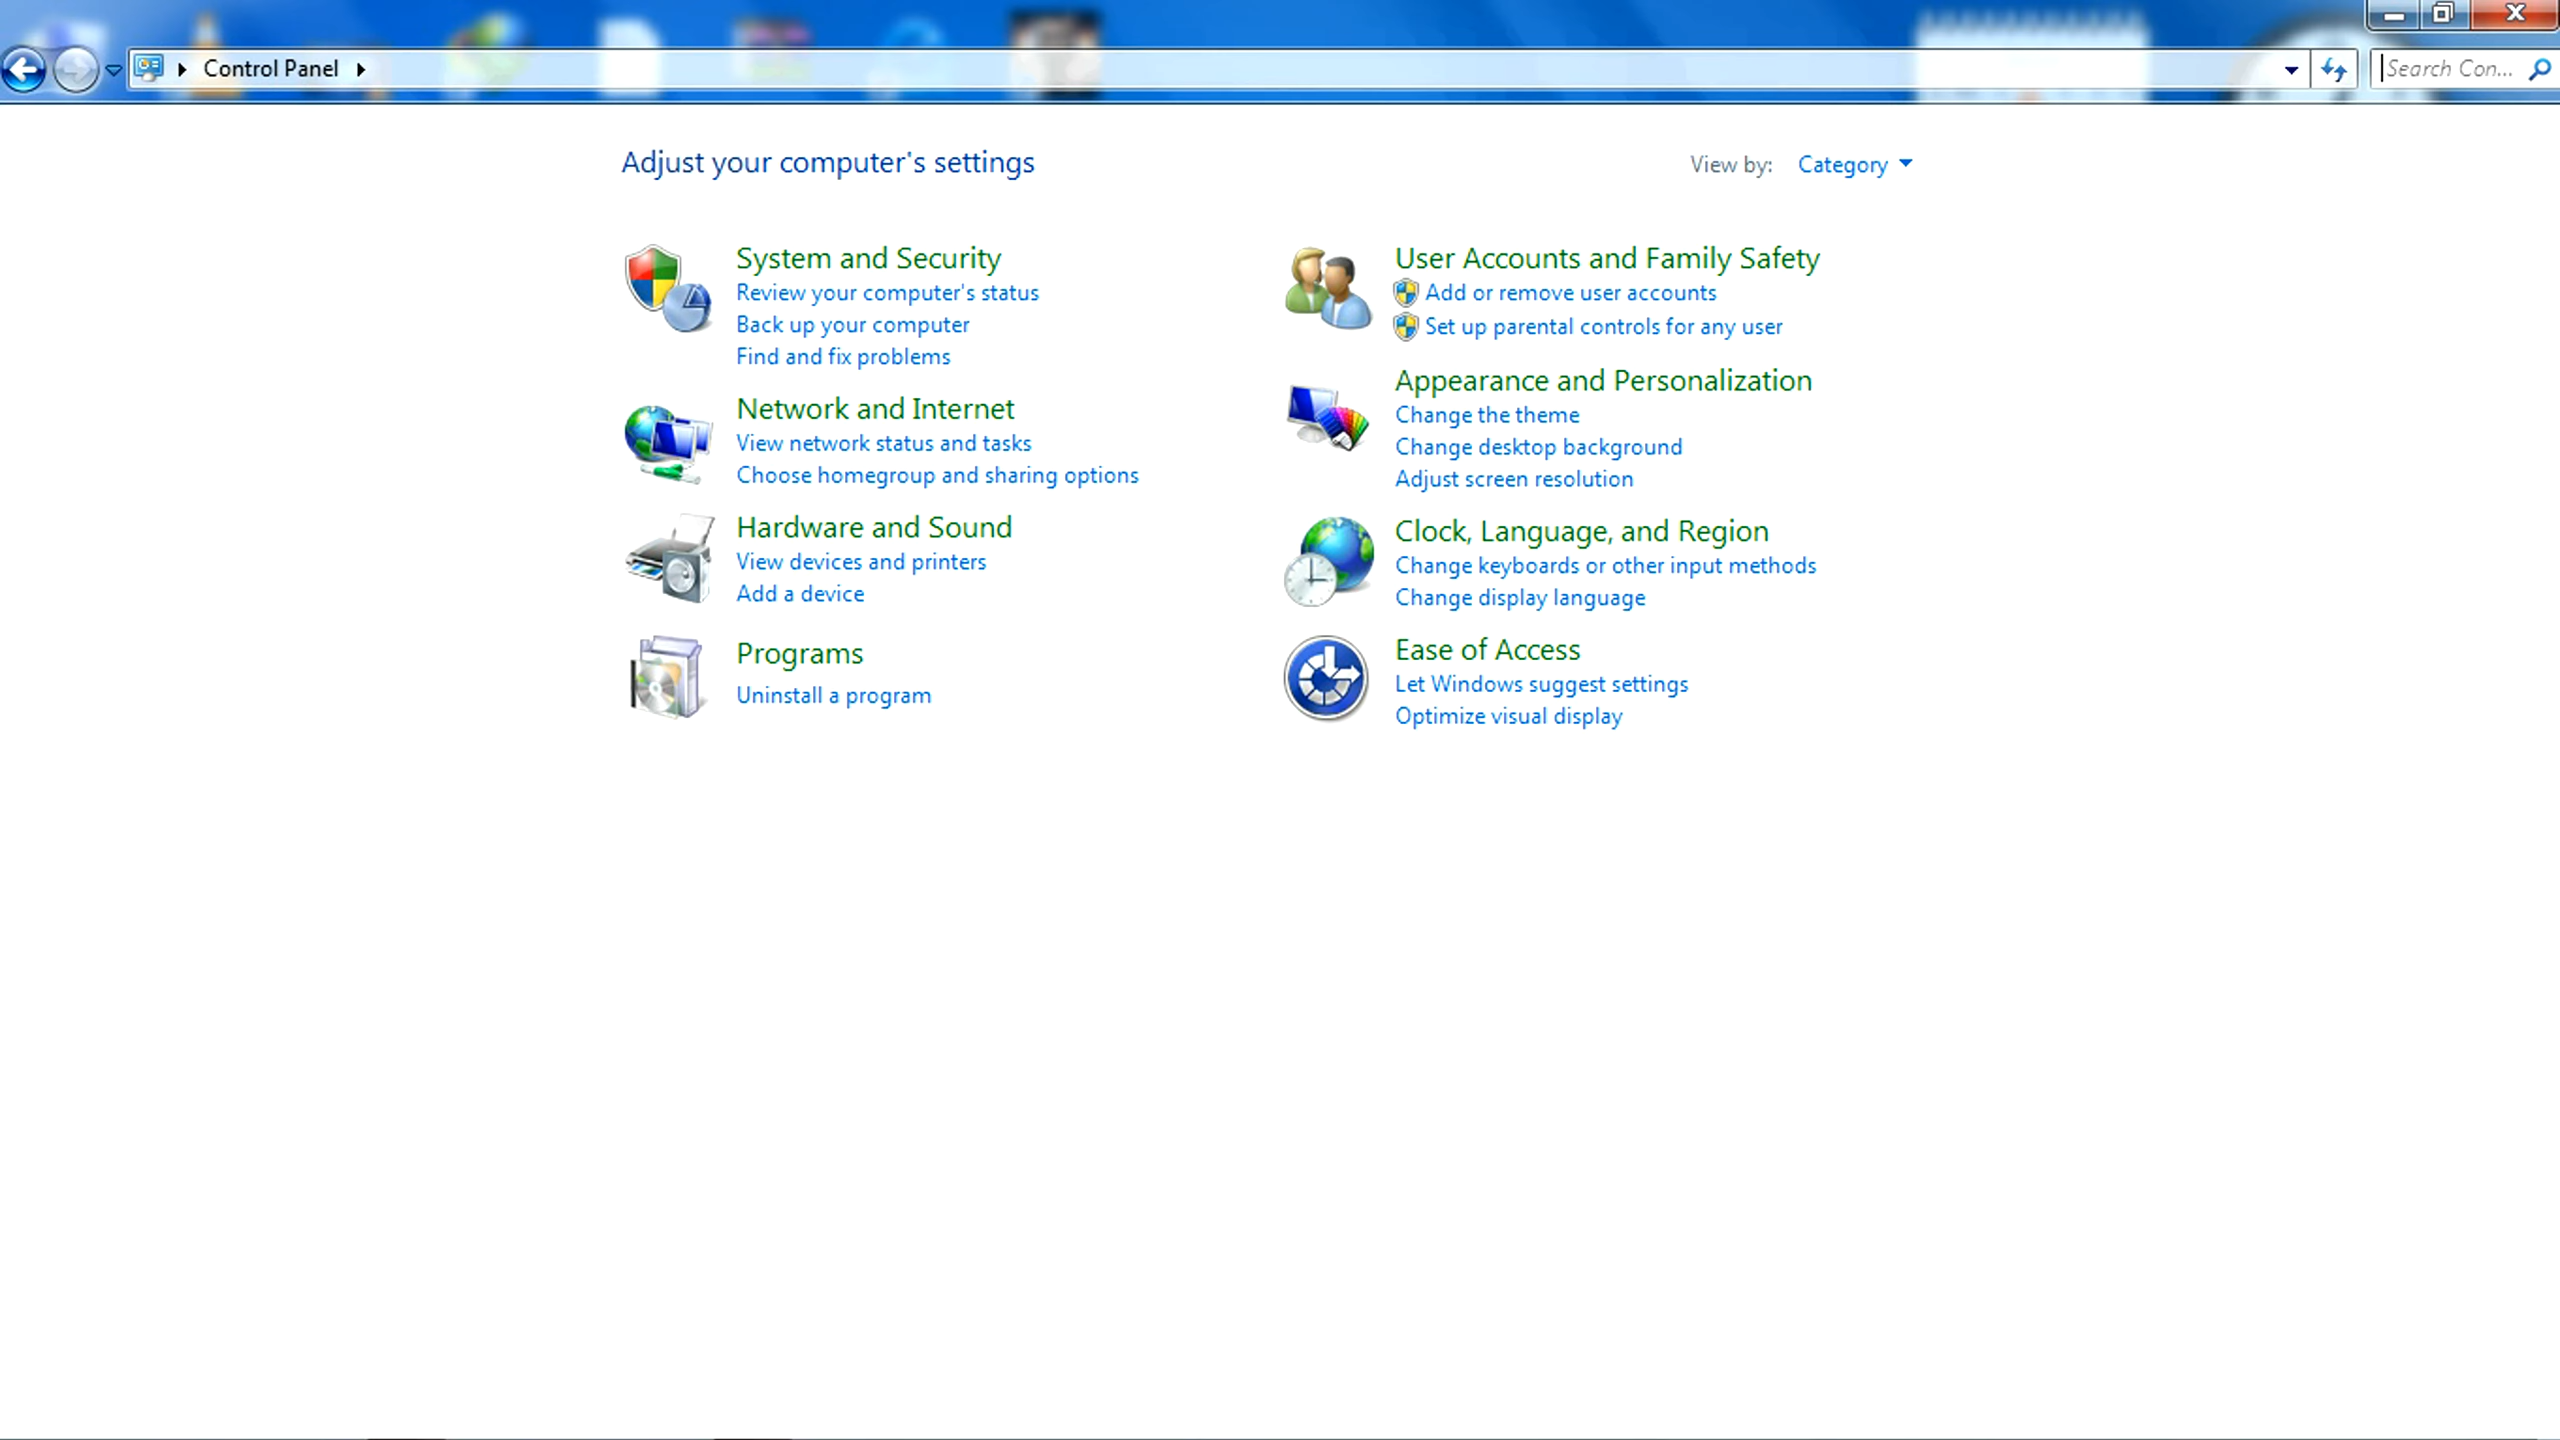 Control Panel
Search Con...
Adjust your computer's settings
View by: Category
System and Security
Review your computer's status
Back up your computer
Find and fix problems
Network and Internet
View network status and tasks
Choose homegroup and sharing options
Hardware and Sound
View devices and printers
Add a device
Programs
Uninstall a program
User Accounts and Family Safety
Add or remove user accounts
Set up parental controls for any user
Appearance and Personalization
Change the theme
Change desktop background
Adjust screen resolution
Clock, Language, and Region
Change keyboards or other input methods
Change display language
Ease of Access
Let Windows suggest settings
Optimize visual display